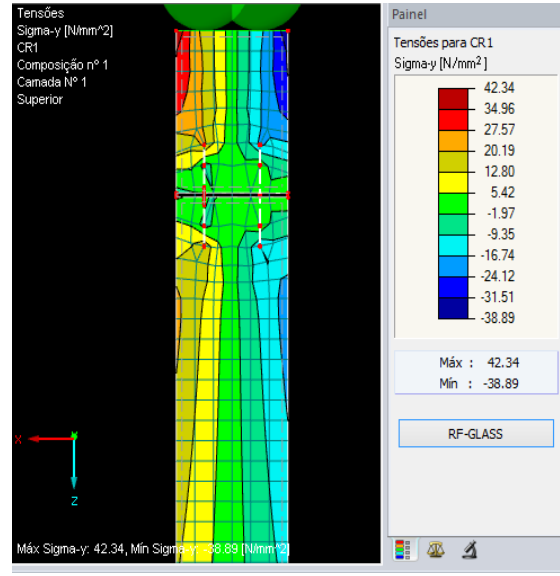 Tensões
Sigma-y [N/mm^2]
CR1
Composição nº 1
Camada Nº 1
Superior
X
Z
Máx Sigma-y: 42.34, Mín Sigma-y: -38.89 [N/mm^2]
Painel
Tensões para CR1
Sigma-y [N/mm²]
42.34
34.96
27.57
20.19
12.80
5.42
-1.97
-9.35
-16.74
-24.12
-31.51
-38.89
Máx : 42.34
Mín : -38.89
RF-GLASS